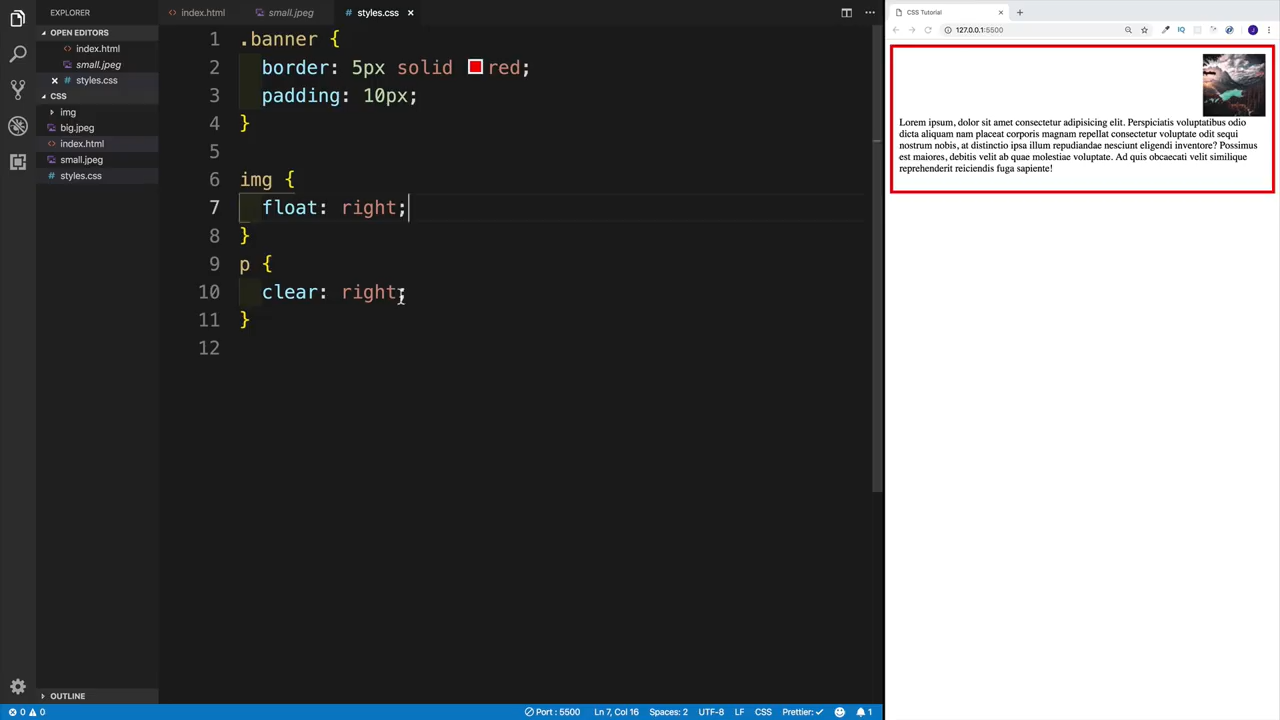 EXPLORER
index.html
small.jpeg
styles.css
OPEN EDITORS
index.html
small.jpeg
styles.css
CSS
img
big.jpeg
index.html
small.jpeg
styles.css
OUTLINE
1 .banner {
2 border: 5px solid red;
3 padding: 10px;
4 }
5
6 img {
7 float: right;
8 }
9 p {
10 clear: right;
11 }
12
0 0
Port : 5500
Ln 7, Col 16
Spaces: 2
UTF-8
LF
CSS
Prettier:
1
CSS Tutorial
127.0.0.1:5500
IQ
J
Lorem ipsum, dolor sit amet consectetur adipisicing elit. Perspiciatis voluptatibus odio
dicta aliquam nam placeat corporis magnam repellat consectetur voluptate odit sequi
nostrum nobis, at distinctio ipsa illum repudiandae nesciunt eligendi inventore? Possimus
est maiores, debitis velit ab quae molestiae voluptate. Ad quis obcaecati velit similique
reprehenderit reiciendis fuga sapiente!